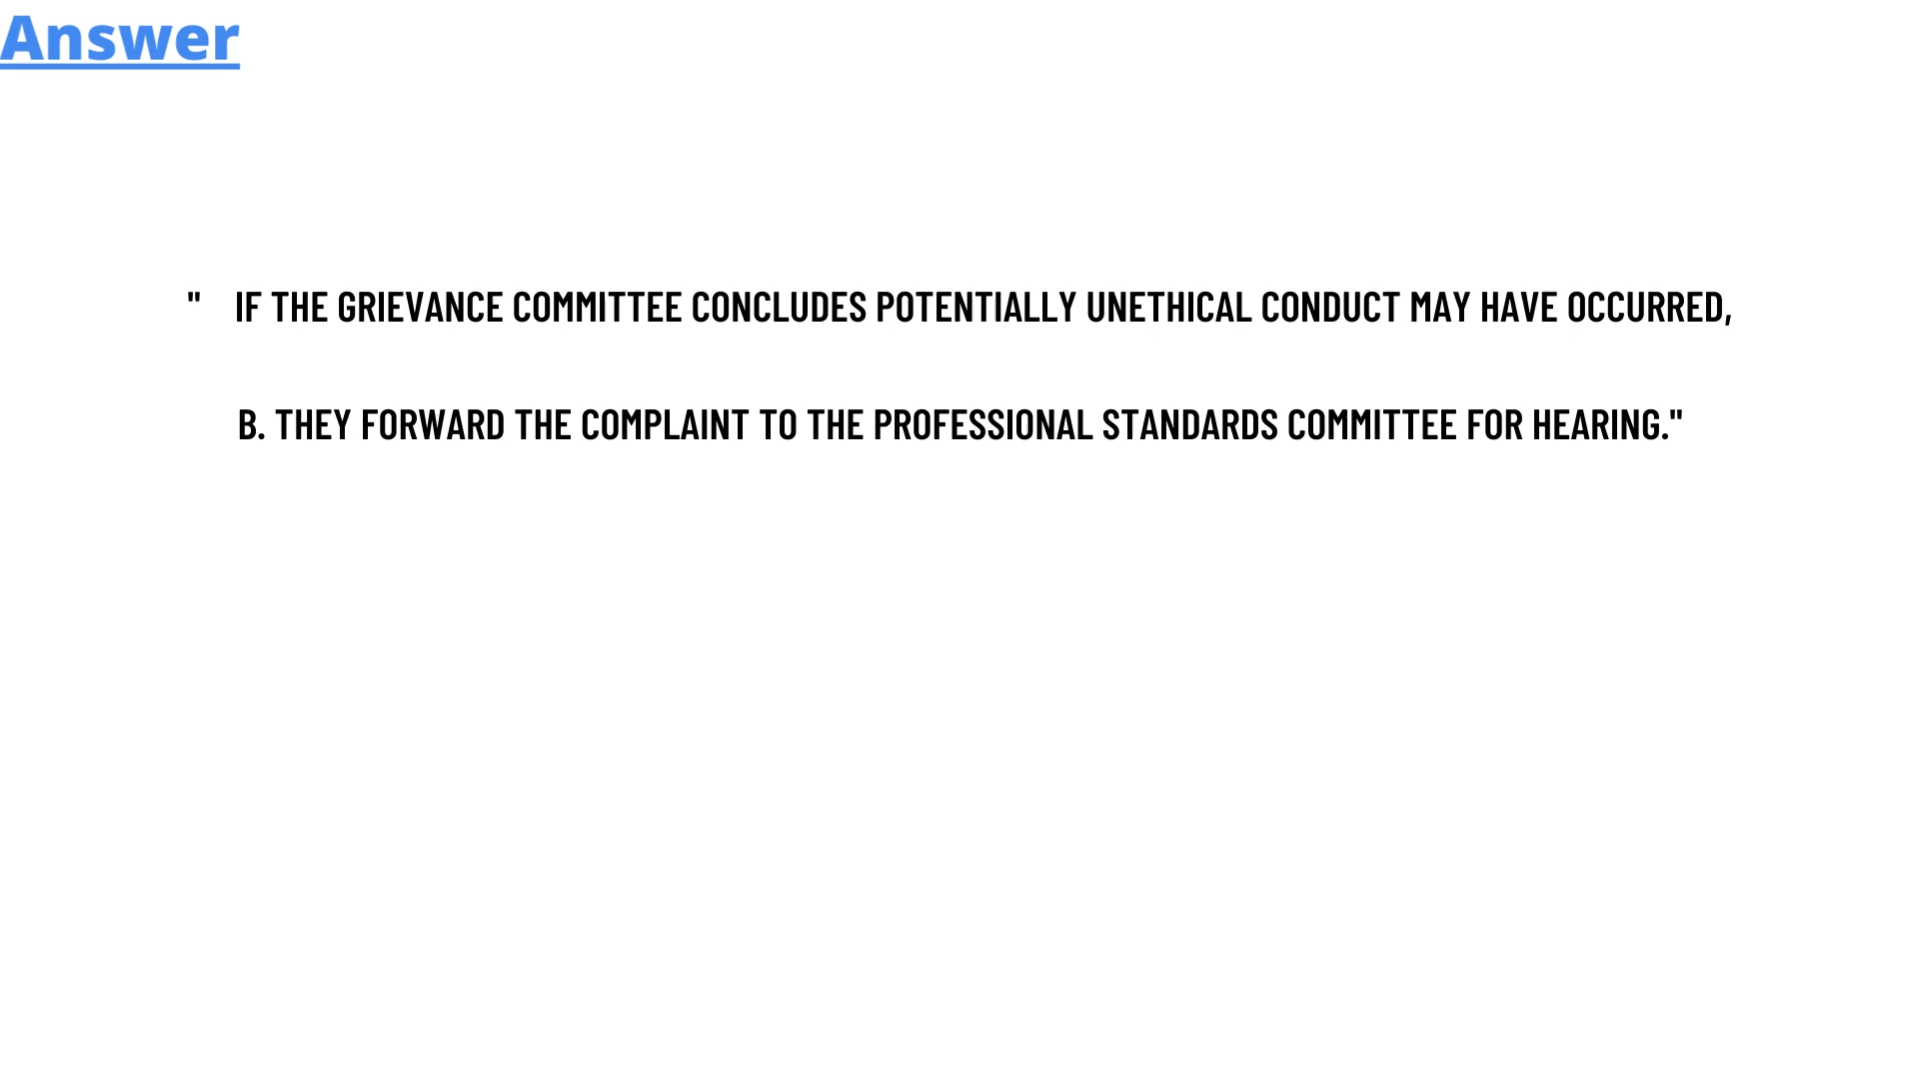 Answer
" IF THE GRIEVANCE COMMITTEE CONCLUDES POTENTIALLY UNETHICAL CONDUCT MAY HAVE OCCURRED,
B. THEY FORWARD THE COMPLAINT TO THE PROFESSIONAL STANDARDS COMMITTEE FOR HEARING."